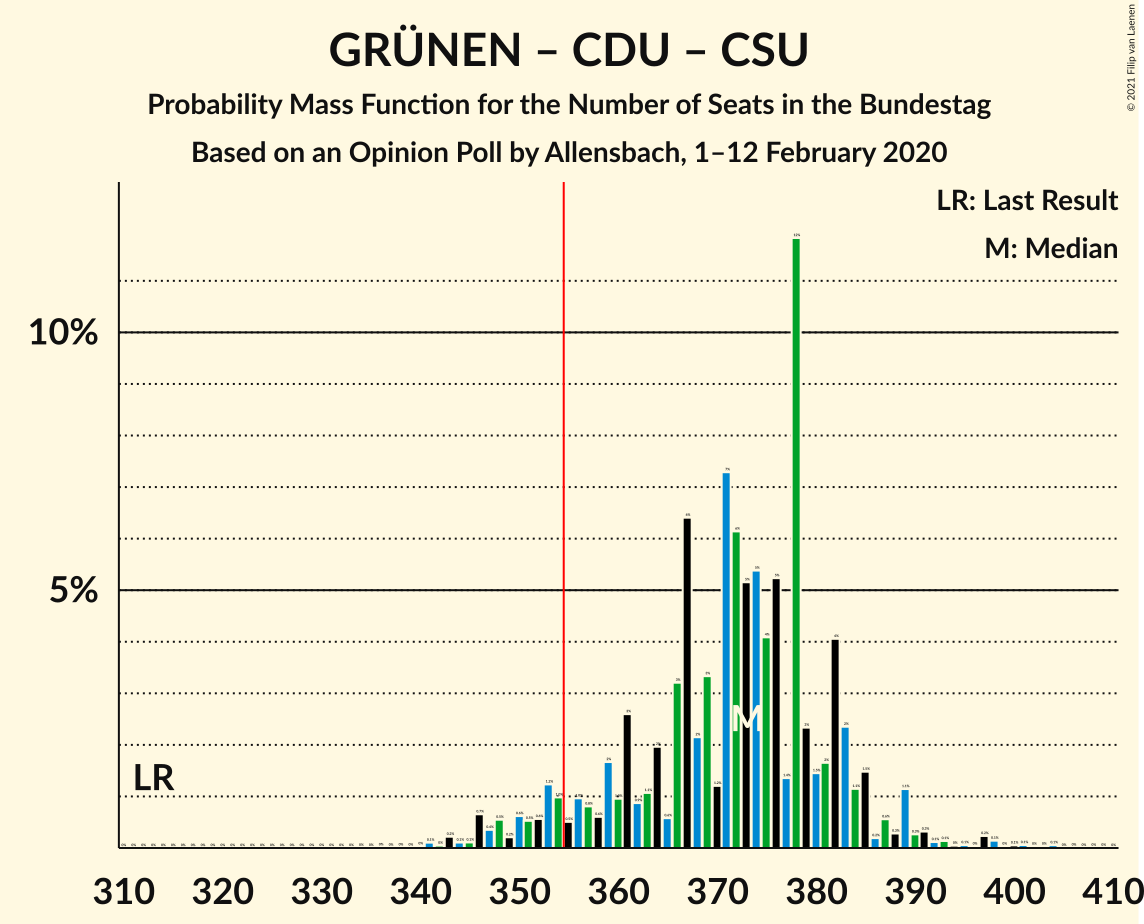 GRÜNEN – CDU – CSU
Probability Mass Function for the Number of Seats in the Bundestag
Based on an Opinion Poll by Allensbach, 1–12 February 2020
© 2021 Filip van Laenen
LR: Last Result
M: Median
10%
5%
LR
M
310 320 330 340 350 360 370 380 390 400 410